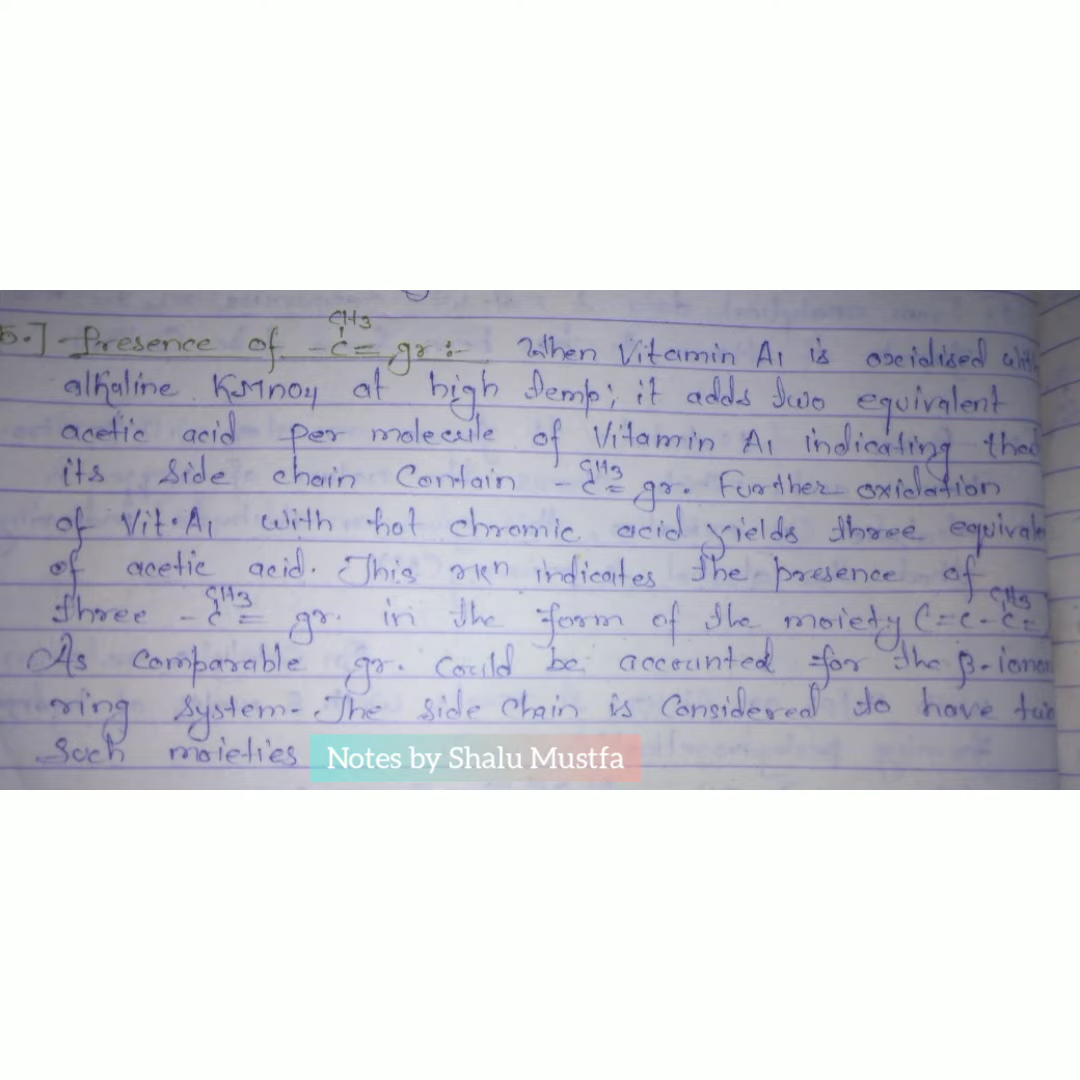 5.] Presence of -C(CH3)= gr :- When Vitamin A1 is oxidised with
alkaline KMnO4 at high temp; it adds two equivalent
acetic acid per molecule of Vitamin A1 indicating that
its side chain Contain -C(CH3)= gr. Further oxidation
of Vit. A1 with hot chromic acid yields three equivale
of acetic acid. This rxn indicates the presence of
three -C(CH3)= gr. in the form of the moiety C=C-C(CH3)=
As comparable gr. Could be accounted for the β-ionone
ring system. The side chain is Considered to have two
Such moieties
Notes by Shalu Mustfa